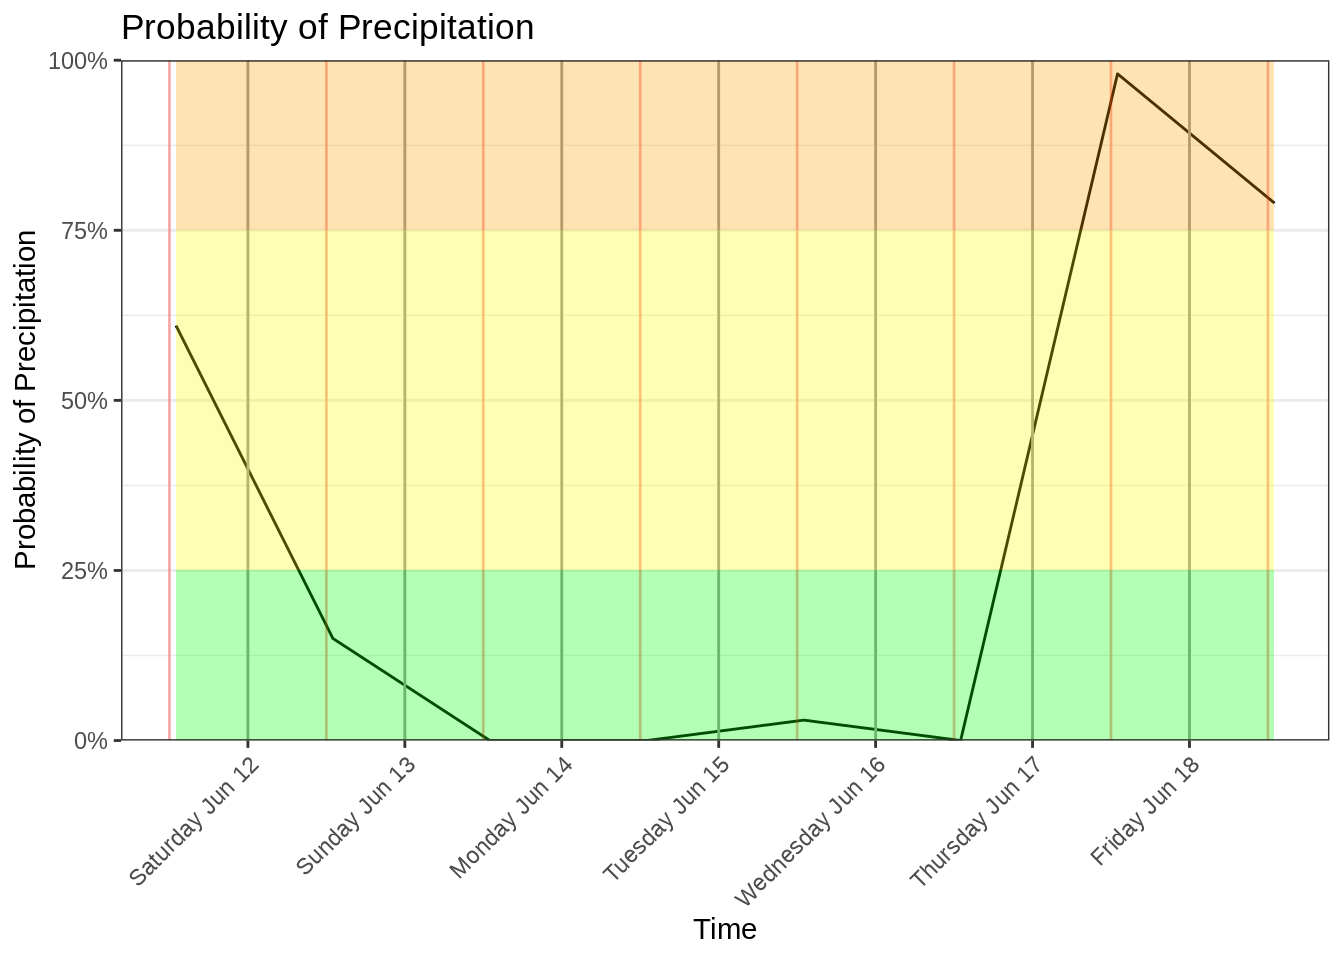 Probability of Precipitation
Probability of Precipitation
100%
75%
50%
25%
0%
Saturday Jun 12
Sunday Jun 13
Monday Jun 14
Tuesday Jun 15
Wednesday Jun 16
Thursday Jun 17
Friday Jun 18
Time